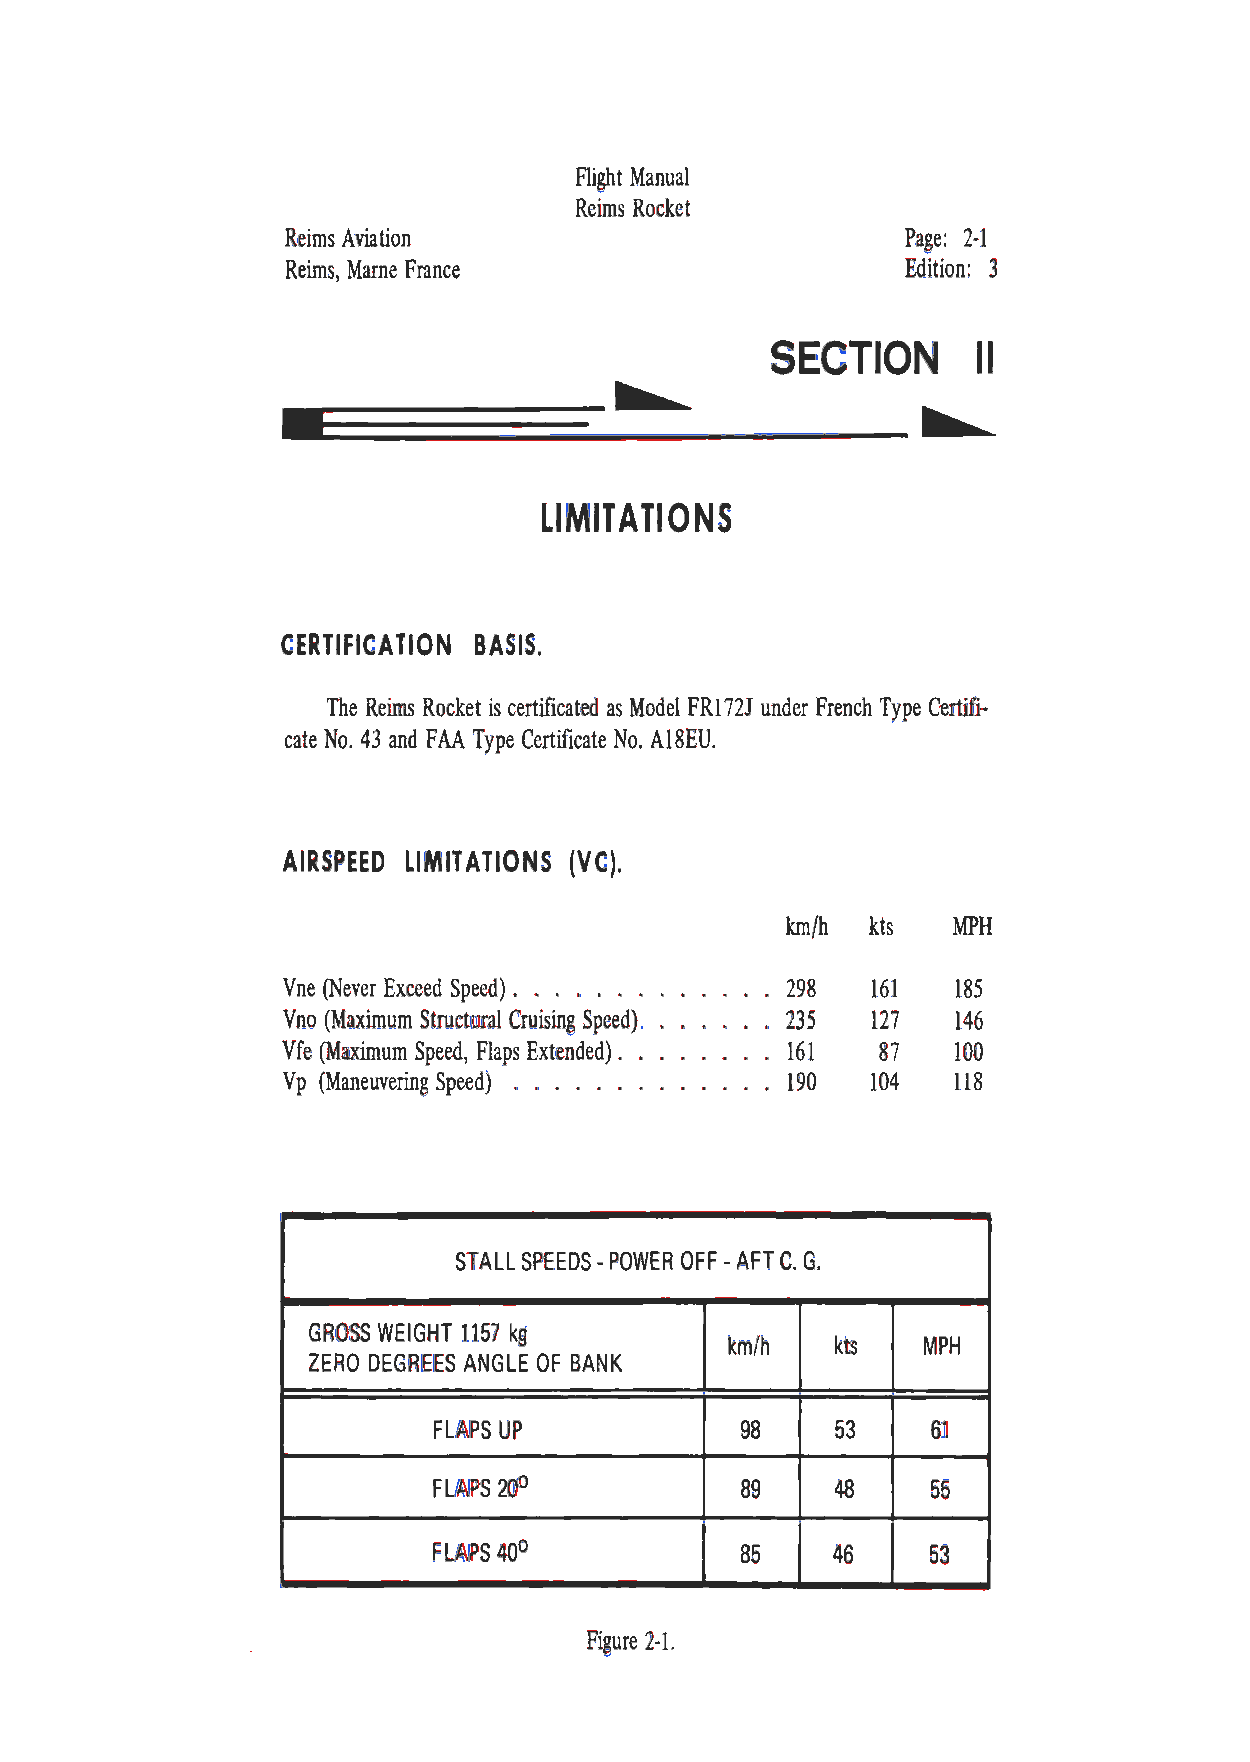 Flight Manual
Reims Rocket
Reims Aviation Page: 2-1
Reims, Marne France Edition: 3
SECTION II
LIMITATIONS
CERTIFICATION BASIS.
The Reims Rocket is certificated as Model FR172J under French Type Certifi-
cate No. 43 and FAA Type Certificate No. A18EU.
AIRSPEED LIMITATIONS (VC).
km/h kts MPH
Vne (Never Exceed Speed) . . . . . . . . . . . . . 298 161 185
Vno (Maximum Structural Cruising Speed). . . . . . . 235 127 146
Vfe (Maximum Speed, Flaps Extended) . . . . . . . . 161 87 100
Vp (Maneuvering Speed) . . . . . . . . . . . . . 190 104 118
STALL SPEEDS - POWER OFF - AFT C. G.
GROSS WEIGHT 1157 kg
ZERO DEGREES ANGLE OF BANK km/h kts MPH
FLAPS UP 98 53 61
FLAPS 20° 89 48 55
FLAPS 40° 85 46 53
Figure 2-1.